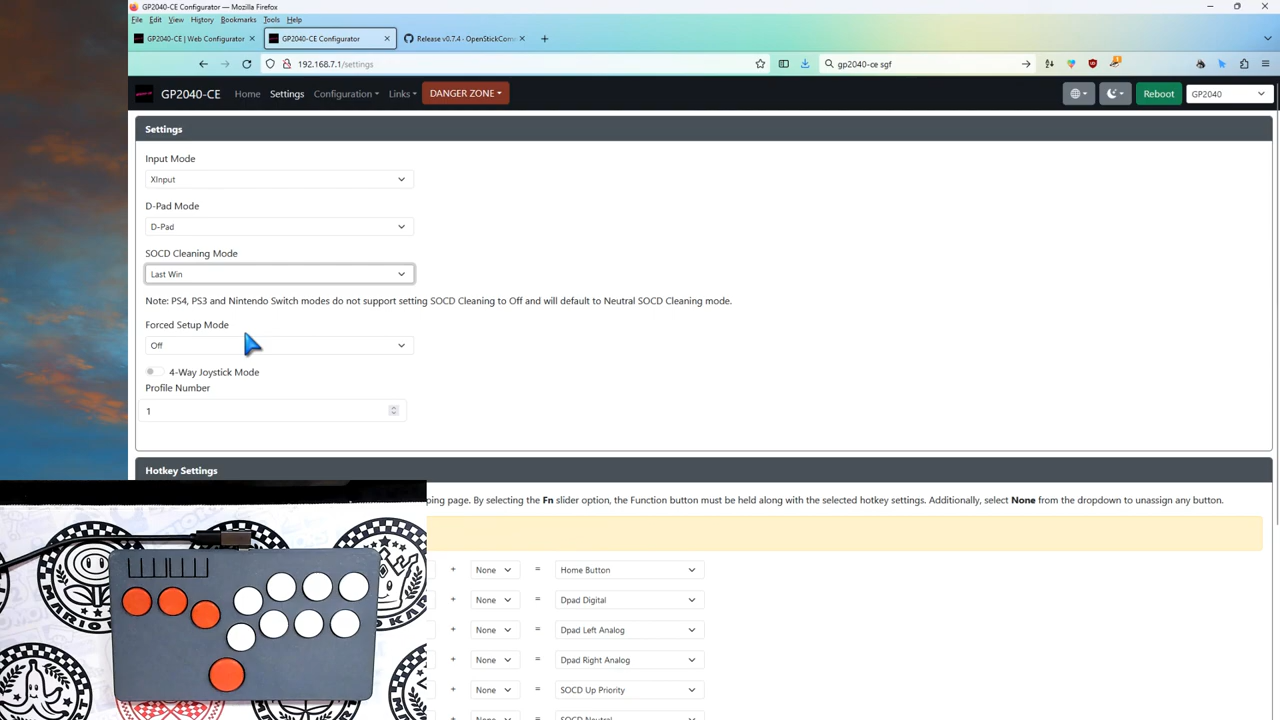 GP2040-CE Configurator — Mozilla Firefox
File Edit View History Bookmarks Tools Help
GP2040-CE | Web Configurator
GP2040-CE Configurator
Release v0.7.4 · OpenStickCom
192.168.7.1/settings
gp2040-ce sgf
GP2040-CE Home Settings Configuration Links DANGER ZONE Reboot GP2040
Settings
Input Mode
XInput
D-Pad Mode
D-Pad
SOCD Cleaning Mode
Last Win
Note: PS4, PS3 and Nintendo Switch modes do not support setting SOCD Cleaning to Off and will default to Neutral SOCD Cleaning mode.
Forced Setup Mode
Off
4-Way Joystick Mode
Profile Number
1
Hotkey Settings
ping page. By selecting the Fn slider option, the Function button must be held along with the selected hotkey settings. Additionally, select None from the dropdown to unassign any button.
+ None = Home Button
+ None = Dpad Digital
+ None = Dpad Left Analog
+ None = Dpad Right Analog
+ None = SOCD Up Priority
+ None = SOCD Neutral